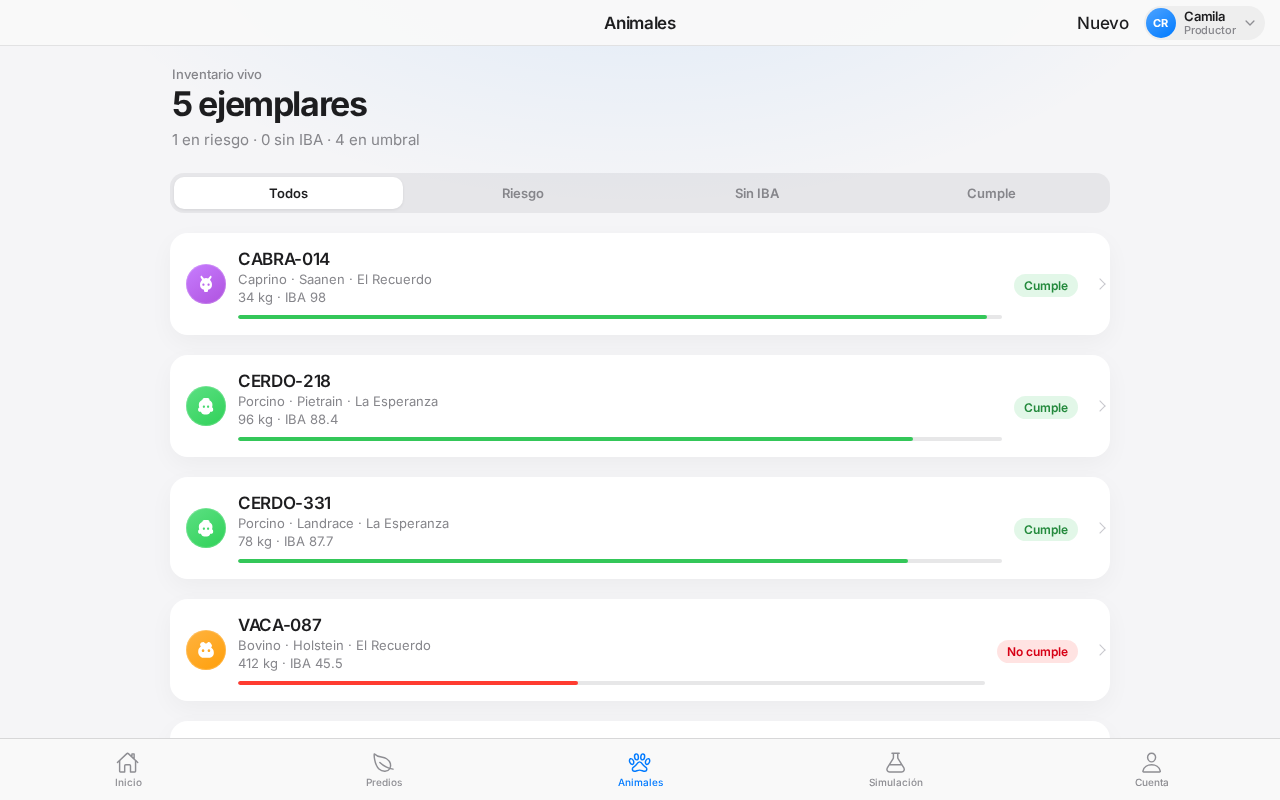 Animales
Nuevo
CR
Camila
Productor
Inventario vivo
5 ejemplares
1 en riesgo · 0 sin IBA · 4 en umbral
Todos
Riesgo
Sin IBA
Cumple
CABRA-014
Caprino · Saanen · El Recuerdo
34 kg · IBA 98
Cumple
CERDO-218
Porcino · Pietrain · La Esperanza
96 kg · IBA 88.4
Cumple
CERDO-331
Porcino · Landrace · La Esperanza
78 kg · IBA 87.7
Cumple
VACA-087
Bovino · Holstein · El Recuerdo
412 kg · IBA 45.5
No cumple
Inicio
Predios
Animales
Simulación
Cuenta